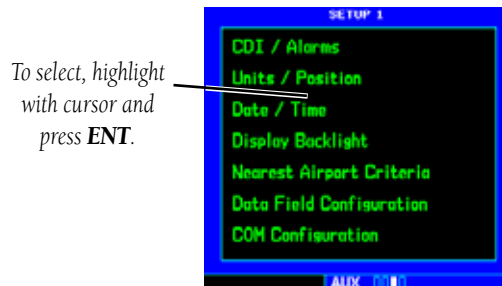 SETUP 1
To select, highlight
with cursor and
press ENT.
CDI / Alarms
Units / Position
Date / Time
Display Backlight
Nearest Airport Criteria
Data Field Configuration
COM Configuration
AUX